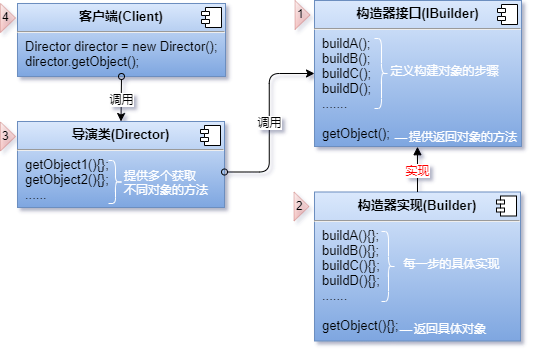 4
客户端(Client)
Director director = new Director();
director.getObject();
调用
3
导演类(Director)
getObject1(){};
getObject2(){};
......
提供多个获取
不同对象的方法
调用
1
构造器接口(IBuilder)
buildA();
buildB();
buildC();
buildD();
.......
定义构建对象的步骤
getObject();
提供返回对象的方法
实现
2
构造器实现(Builder)
buildA(){};
buildB(){};
buildC(){};
buildD(){};
.......
每一步的具体实现
getObject(){};
返回具体对象